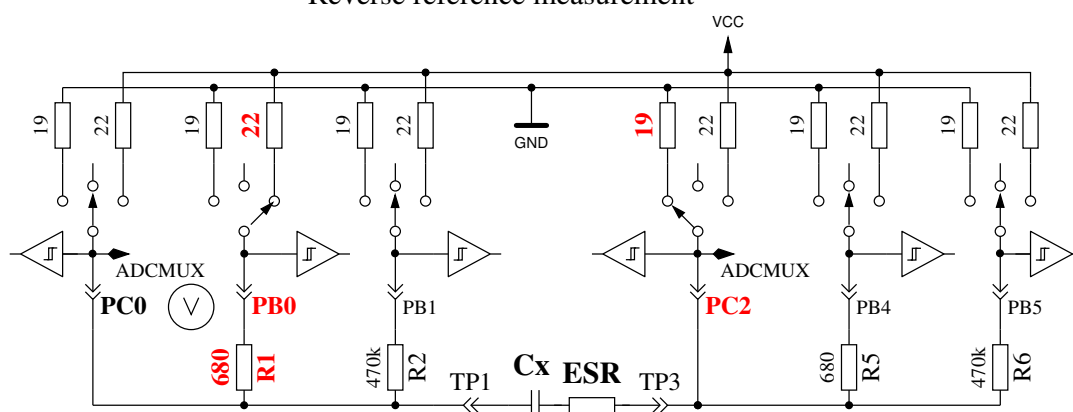 Reverse reference measurement
VCC
19
22
19
22
19
22
GND
19
22
19
22
19
22
ADCMUX
ADCMUX
PC0
V
PB0
PB1
PC2
PB4
PB5
680
R1
470k
R2
TP1
Cx
ESR
TP3
680
R5
470k
R6